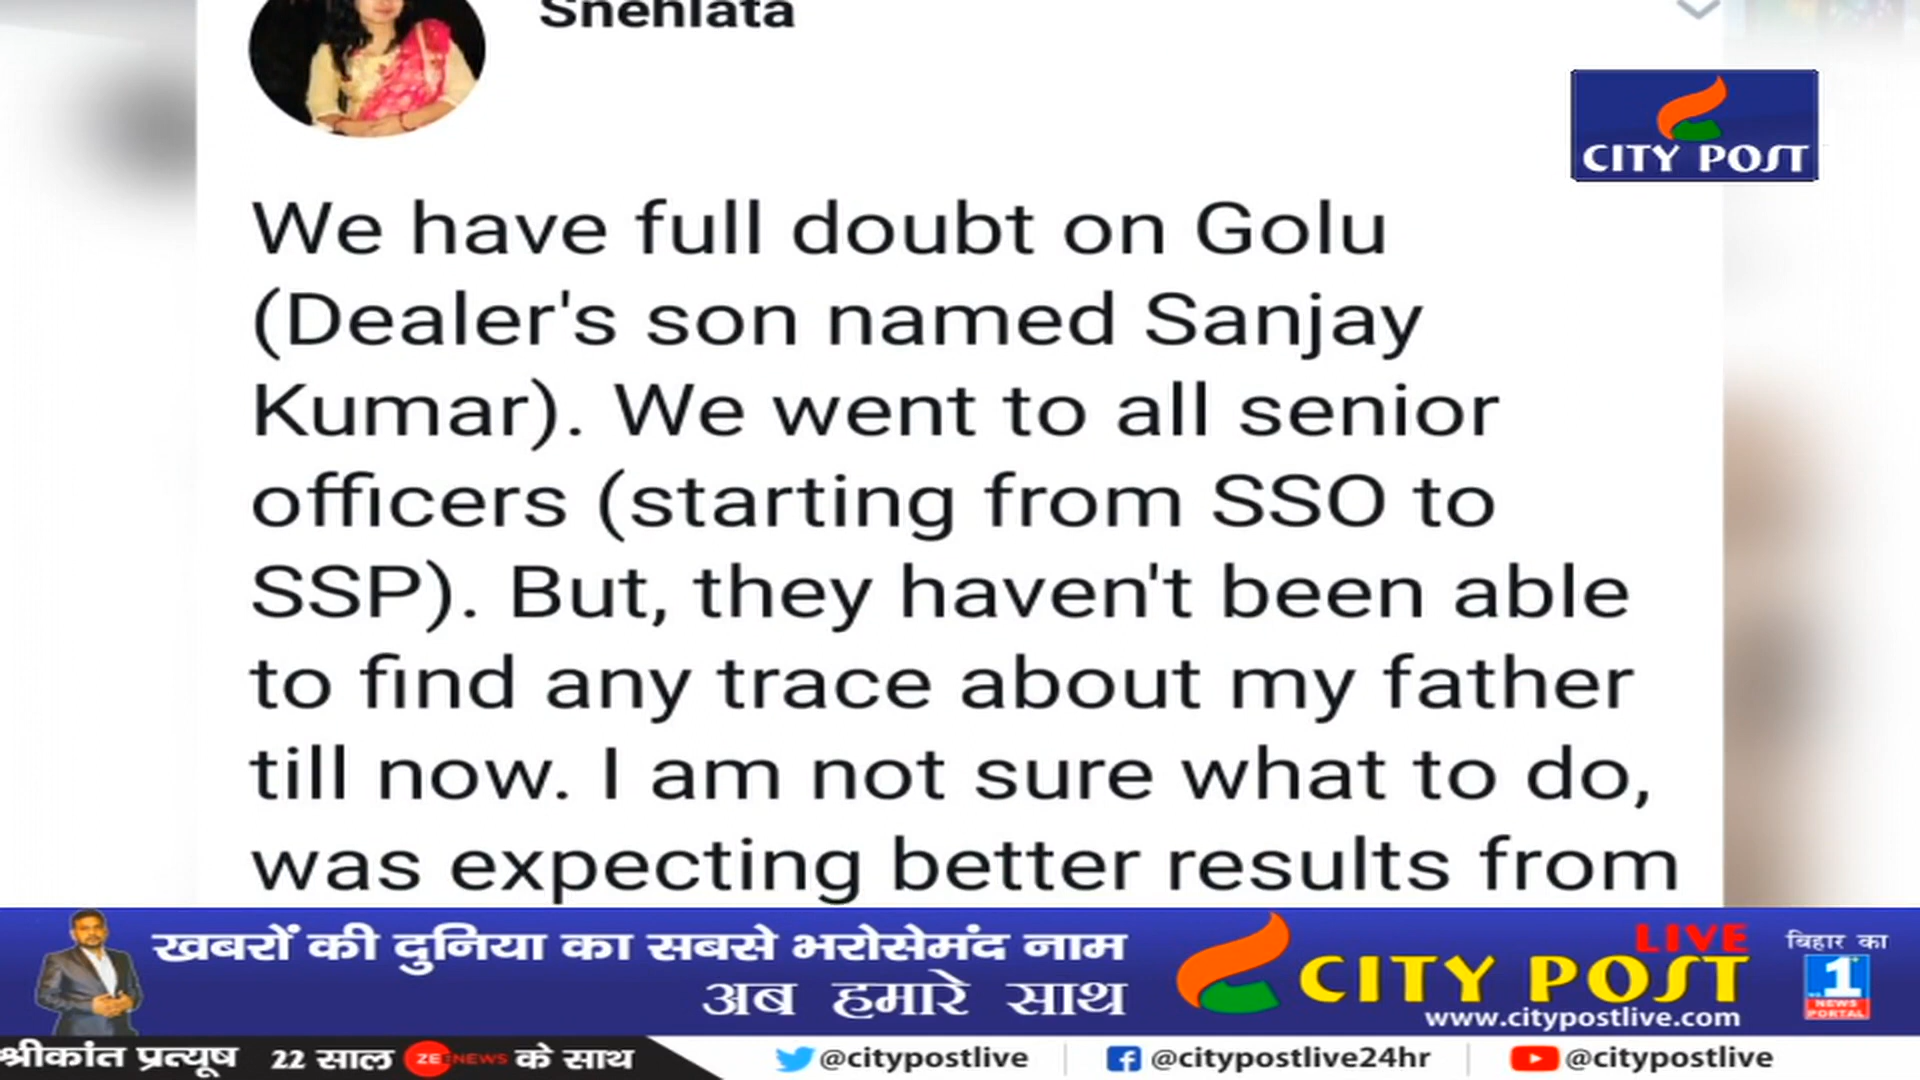 Snehlata
CITY POST
We have full doubt on Golu
(Dealer's son named Sanjay
Kumar). We went to all senior
officers (starting from SSO to
SSP). But, they haven't been able
to find any trace about my father
till now. I am not sure what to do,
was expecting better results from
खबरों की दुनिया का सबसे भरोसेमंद नाम
अब हमारे साथ
LIVE
CITY POST
www.citypostlive.com
बिहार का
1
NEWS
PORTAL
श्रीकांत प्रत्यूष 22 साल ZEE NEWS के साथ
@citypostlive
@citypostlive24hr
@citypostlive